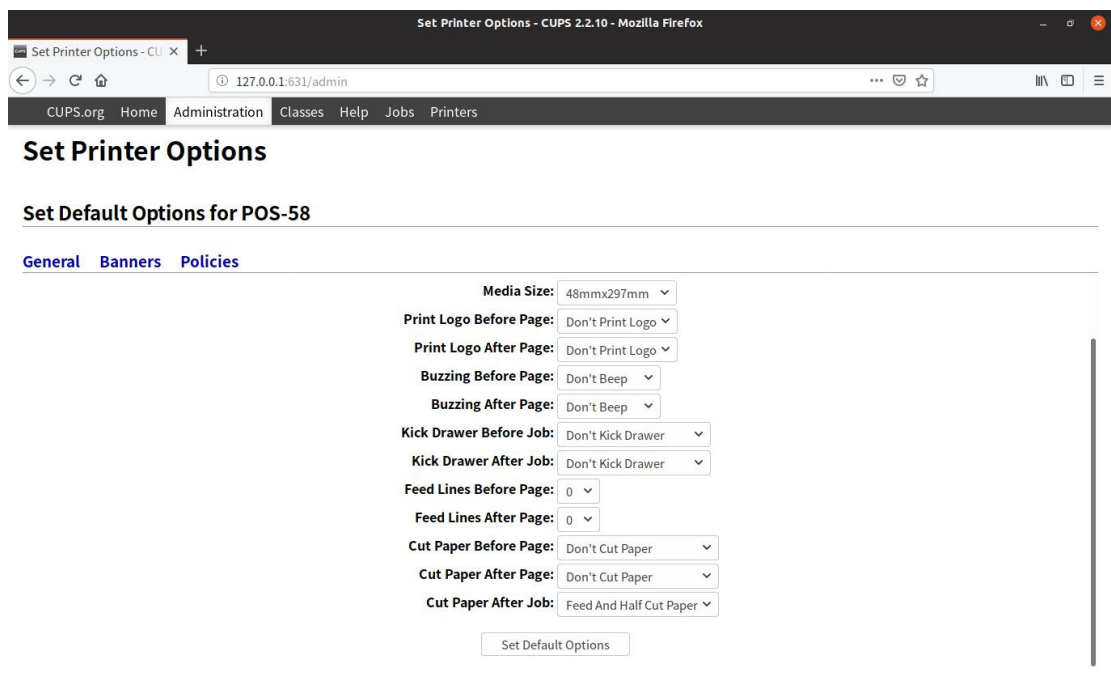 Set Printer Options - CUPS 2.2.10 - Mozilla Firefox
Set Printer Options - CU
127.0.0.1:631/admin
CUPS.org Home Administration Classes Help Jobs Printers
Set Printer Options
Set Default Options for POS-58
General Banners Policies
Media Size: 48mmx297mm
Print Logo Before Page: Don't Print Logo
Print Logo After Page: Don't Print Logo
Buzzing Before Page: Don't Beep
Buzzing After Page: Don't Beep
Kick Drawer Before Job: Don't Kick Drawer
Kick Drawer After Job: Don't Kick Drawer
Feed Lines Before Page: 0
Feed Lines After Page: 0
Cut Paper Before Page: Don't Cut Paper
Cut Paper After Page: Don't Cut Paper
Cut Paper After Job: Feed And Half Cut Paper
Set Default Options